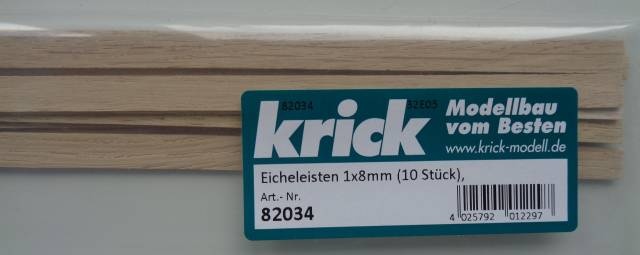 82034 32E03
krick
Modellbau
vom Besten
www.krick-modell.de
Eicheleisten 1x8mm (10 Stück),
Art.- Nr.
82034
4 025792 012297